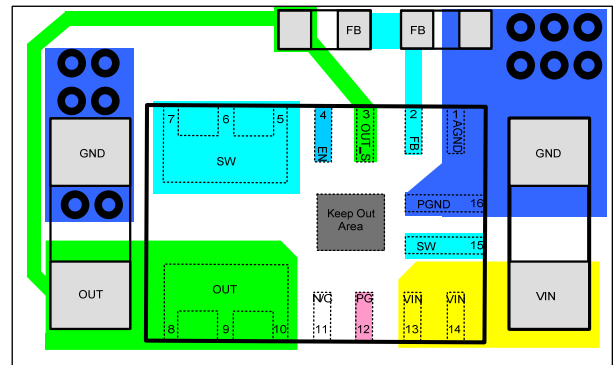 FB FB
7 6 5 4 3 2 1
EN OUT_S FB AGND
SW
GND
GND
PGND 16
Keep Out
Area
SW 15
OUT
OUT
VIN
N/C PG VIN VIN
8 9 10 11 12 13 14